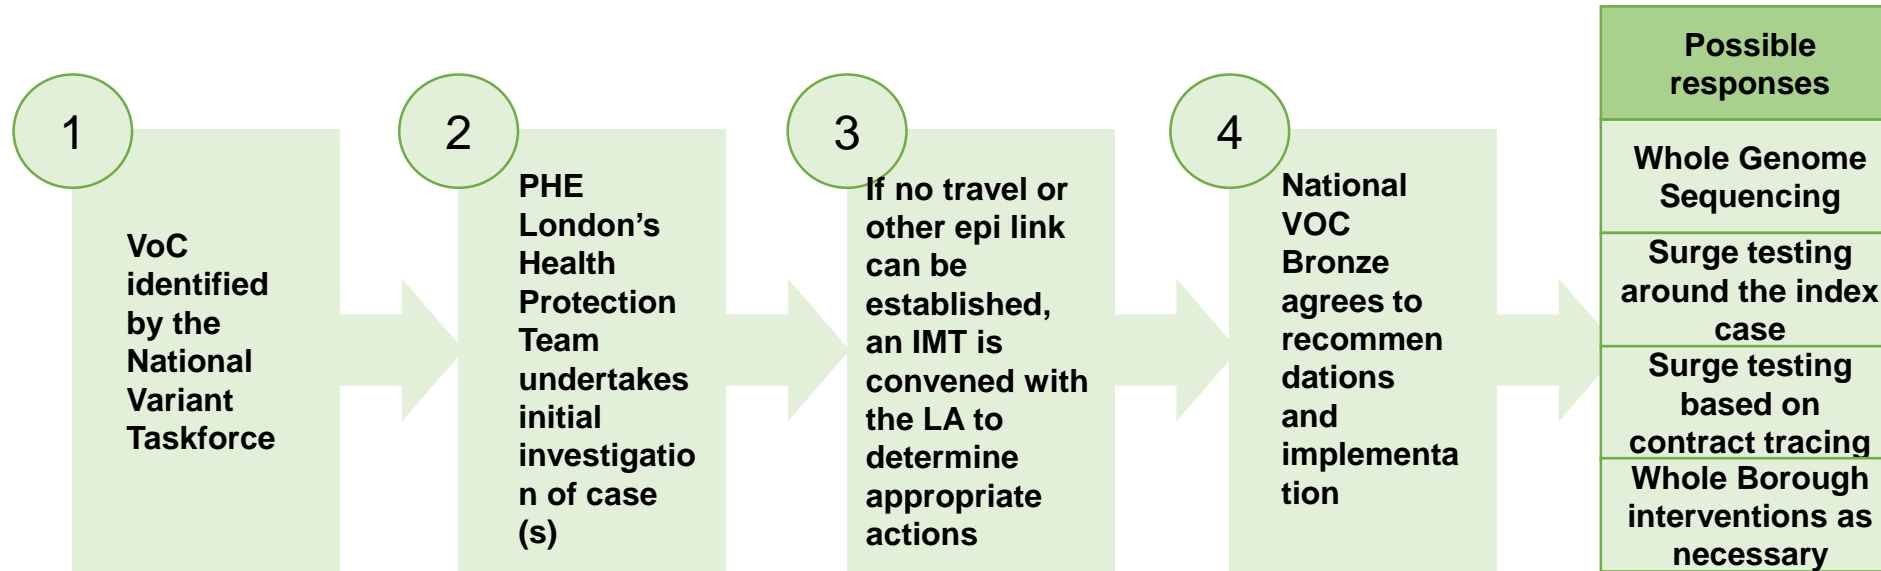 1
VoC
identified
by the
National
Variant
Taskforce
2
PHE
London’s
Health
Protection
Team
undertakes
initial
investigatio
n of case
(s)
3
If no travel or
other epi link
can be
established,
an IMT is
convened with
the LA to
determine
appropriate
actions
4
National
VOC
Bronze
agrees to
recommen
dations
and
implementa
tion
Possible
responses
Whole Genome
Sequencing
Surge testing
around the index
case
Surge testing
based on
contract tracing
Whole Borough
interventions as
necessary